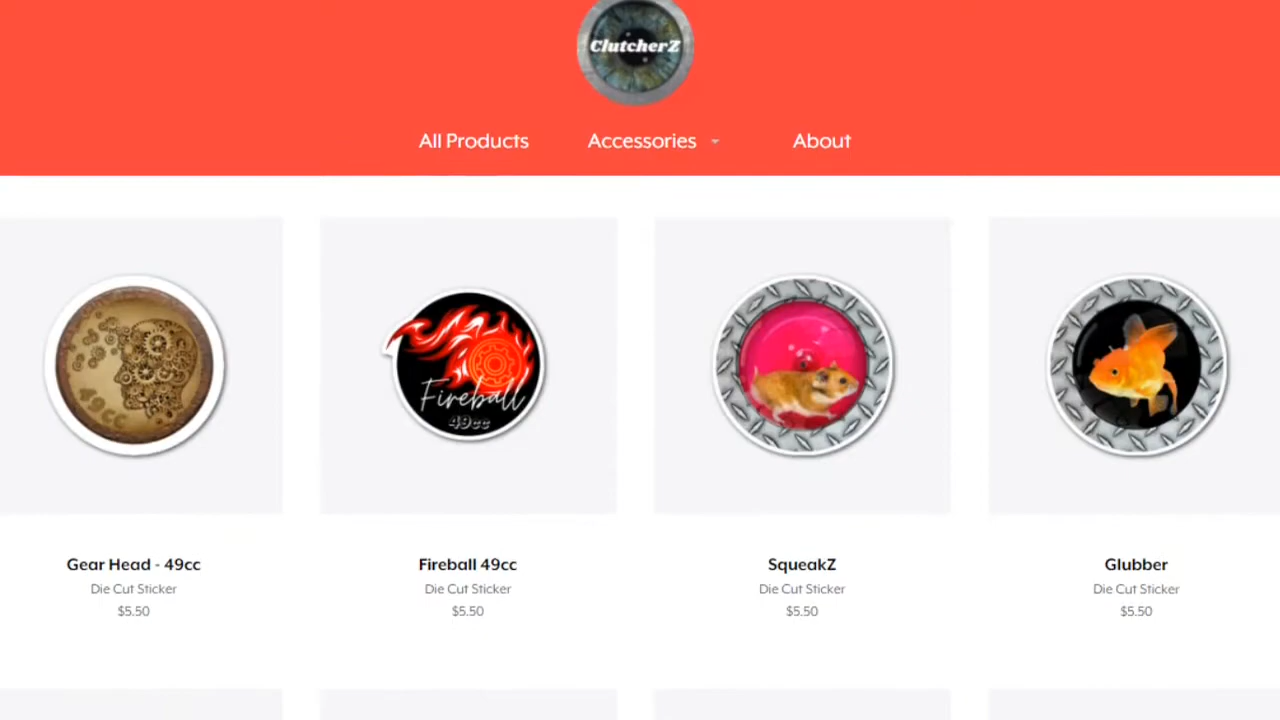 ClutcherZ
All Products
Accessories
About
49cc
Fireball
49cc
Gear Head - 49cc
Die Cut Sticker
$5.50
Fireball 49cc
Die Cut Sticker
$5.50
SqueakZ
Die Cut Sticker
$5.50
Glubber
Die Cut Sticker
$5.50